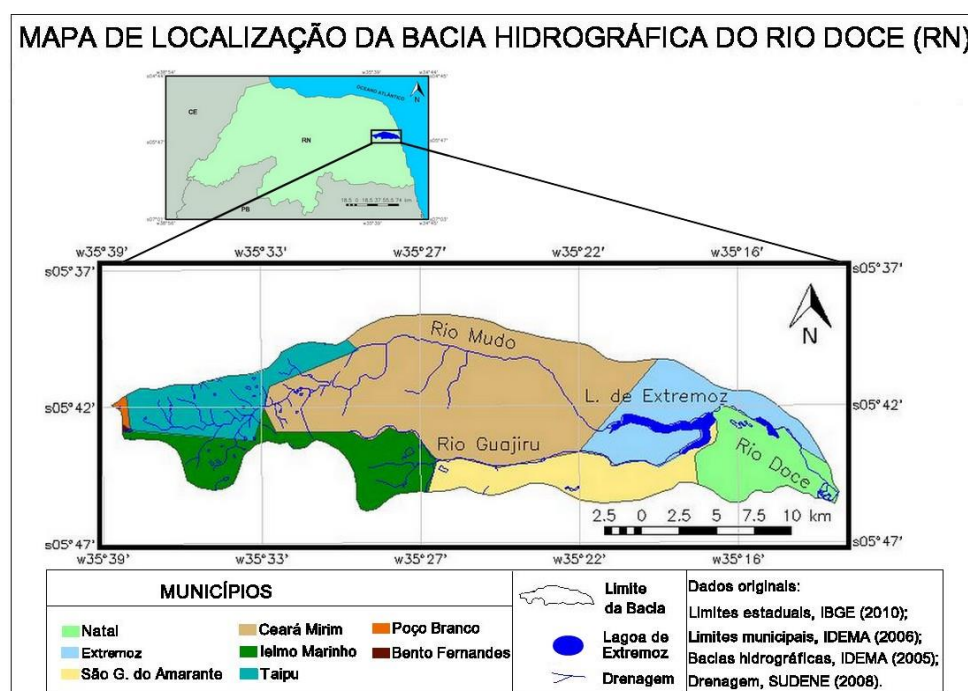 MAPA DE LOCALIZAÇÃO DA BACIA HIDROGRÁFICA DO RIO DOCE (RN)
OCEANO ATLÂNTICO
N
CE
RN
PB
w35°39' w35°33' w35°27' w35°22' w35°16'
s05°37' s05°37'
N
Rio Mudo
L. de Extremoz
s05°42' s05°42'
Rio Guajiru
Rio Doce
2.5 0 2.5 5 7.5 10 km
s05°47' s05°47'
w35°39' w35°33' w35°27' w35°22' w35°16'
MUNICÍPIOS
Natal
Extremoz
São G. do Amarante
Ceará Mirim
Ielmo Marinho
Taipu
Poço Branco
Bento Fernandes
Limite
da Bacia
Lagoa de
Extremoz
Drenagem
Dados originais:
Limites estaduais, IBGE (2010);
Limites municipais, IDEMA (2006);
Bacias hidrográficas, IDEMA (2005);
Drenagem, SUDENE (2008).